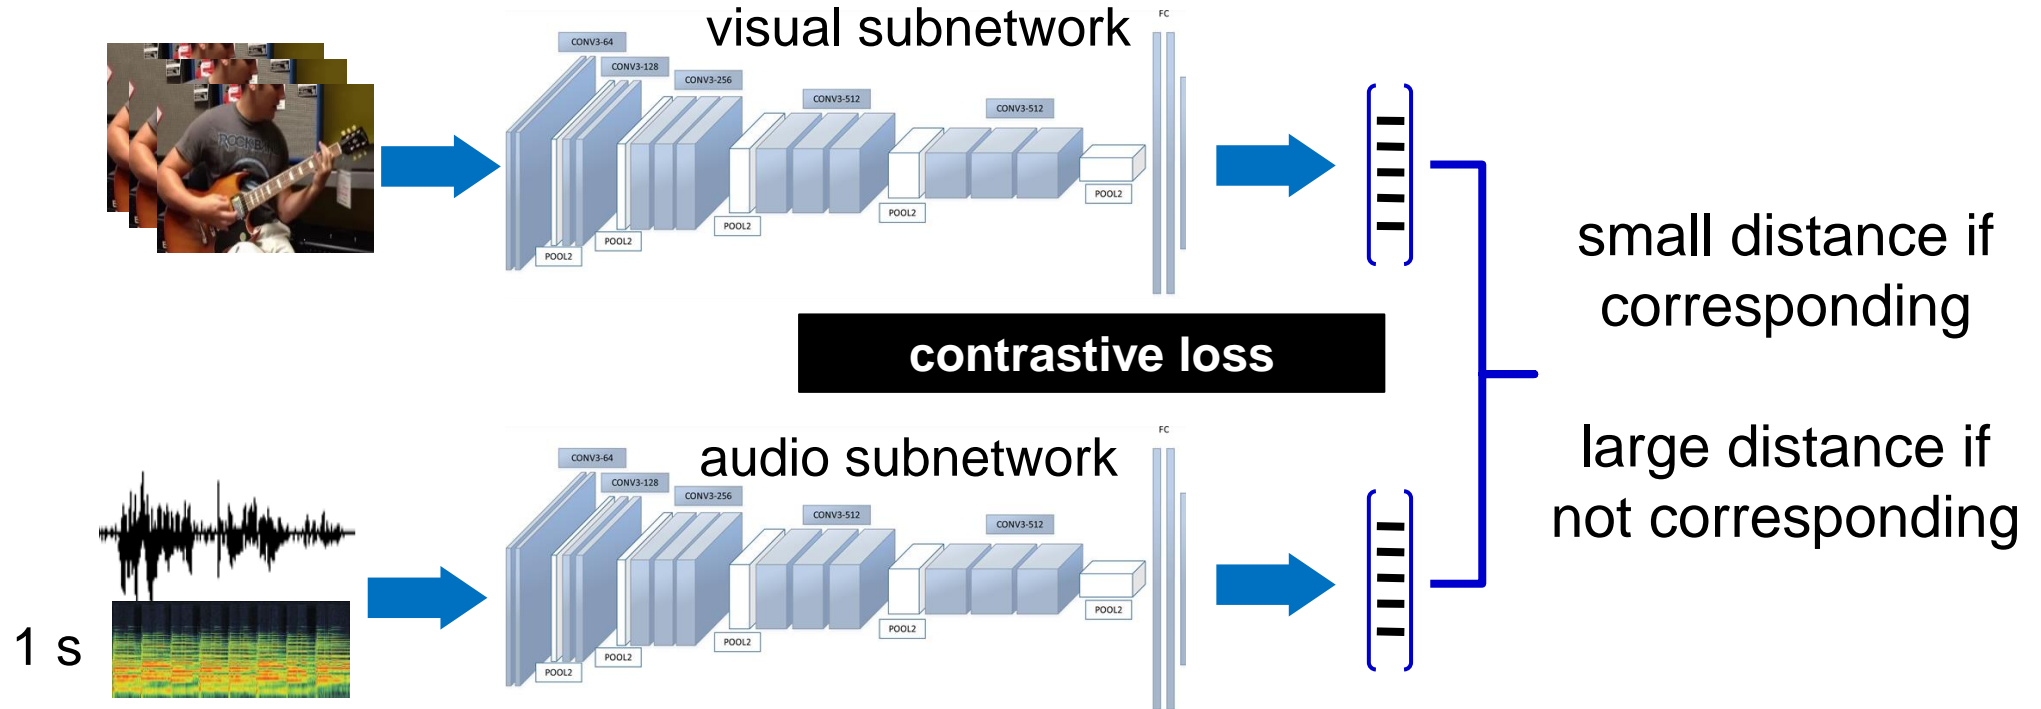 visual subnetwork
FC
CONV3-64
CONV3-128
CONV3-256
CONV3-512
CONV3-512
POOL2
POOL2
POOL2
POOL2
POOL2
small distance if
corresponding
contrastive loss
large distance if
not corresponding
audio subnetwork
FC
CONV3-64
CONV3-128
CONV3-256
CONV3-512
CONV3-512
POOL2
POOL2
POOL2
POOL2
POOL2
1 s